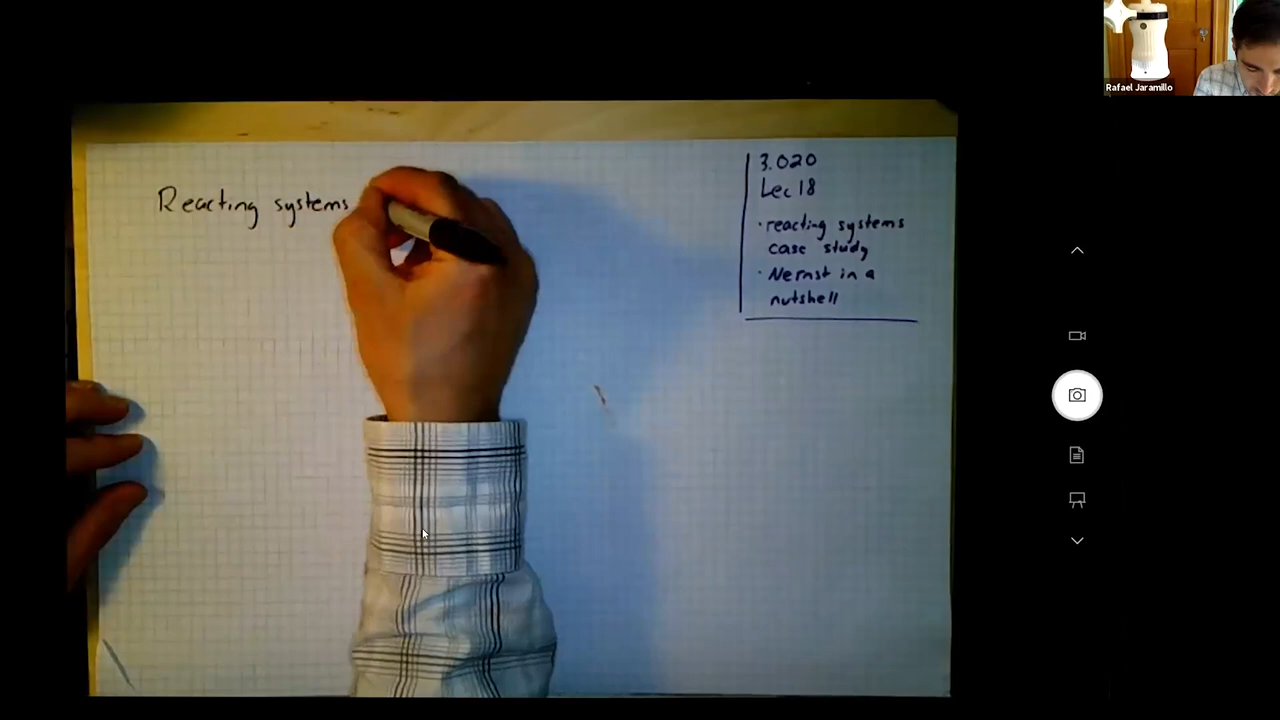 Rafael Jaramillo
Reacting systems
3.020
Lec 18
· reacting systems
case study
· Nernst in a
nutshell